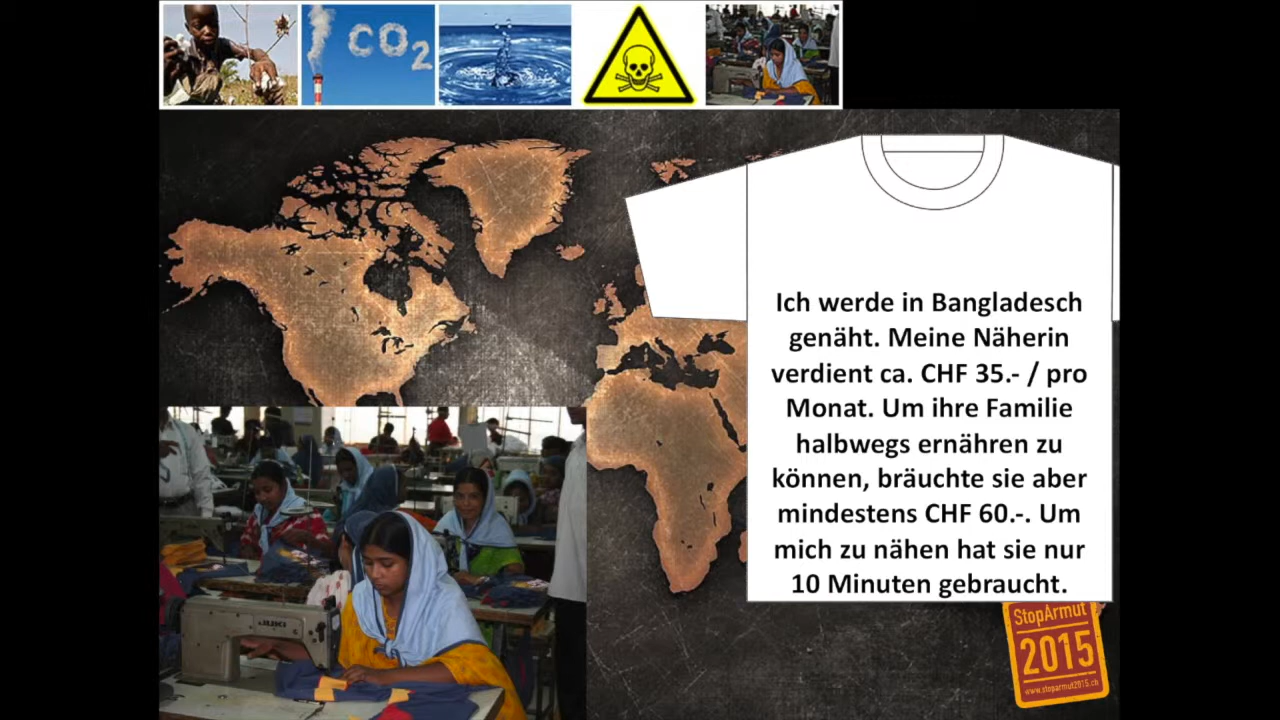 CO2
Ich werde in Bangladesch
genäht. Meine Näherin
verdient ca. CHF 35.- / pro
Monat. Um ihre Familie
halbwegs ernähren zu
können, bräuchte sie aber
mindestens CHF 60.-. Um
mich zu nähen hat sie nur
10 Minuten gebraucht.
JUKI
StopArmut
2015
www.stoparmut2015.ch